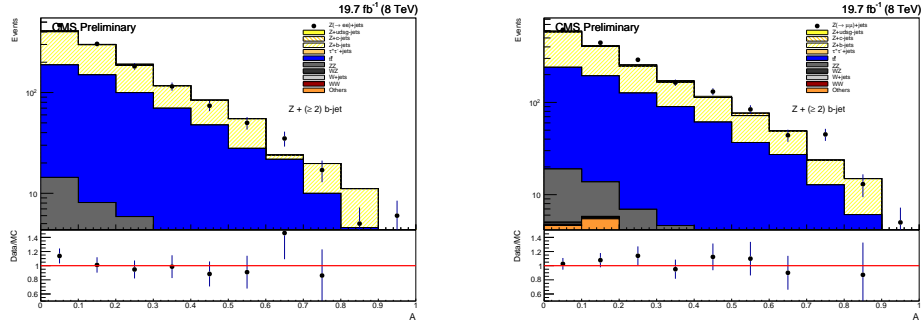 19.7 fb⁻¹ (8 TeV)
CMS Preliminary
Events
Z(→ ee)+jets
Z+udsg-jets
Z+c-jets
Z+b-jets
τ⁺τ⁻+jets
tt̄
ZZ
WZ
W+jets
WW
Others
Z + (≥ 2) b-jet
10²
10
Data/MC
1.4
1.2
1
0.8
0.6
0 0.1 0.2 0.3 0.4 0.5 0.6 0.7 0.8 0.9 1
A
19.7 fb⁻¹ (8 TeV)
CMS Preliminary
Events
Z(→ μμ)+jets
Z+udsg-jets
Z+c-jets
Z+b-jets
τ⁺τ⁻+jets
tt̄
ZZ
WZ
W+jets
WW
Others
Z + (≥ 2) b-jet
10²
10
Data/MC
1.4
1.2
1
0.8
0.6
0 0.1 0.2 0.3 0.4 0.5 0.6 0.7 0.8 0.9 1
A